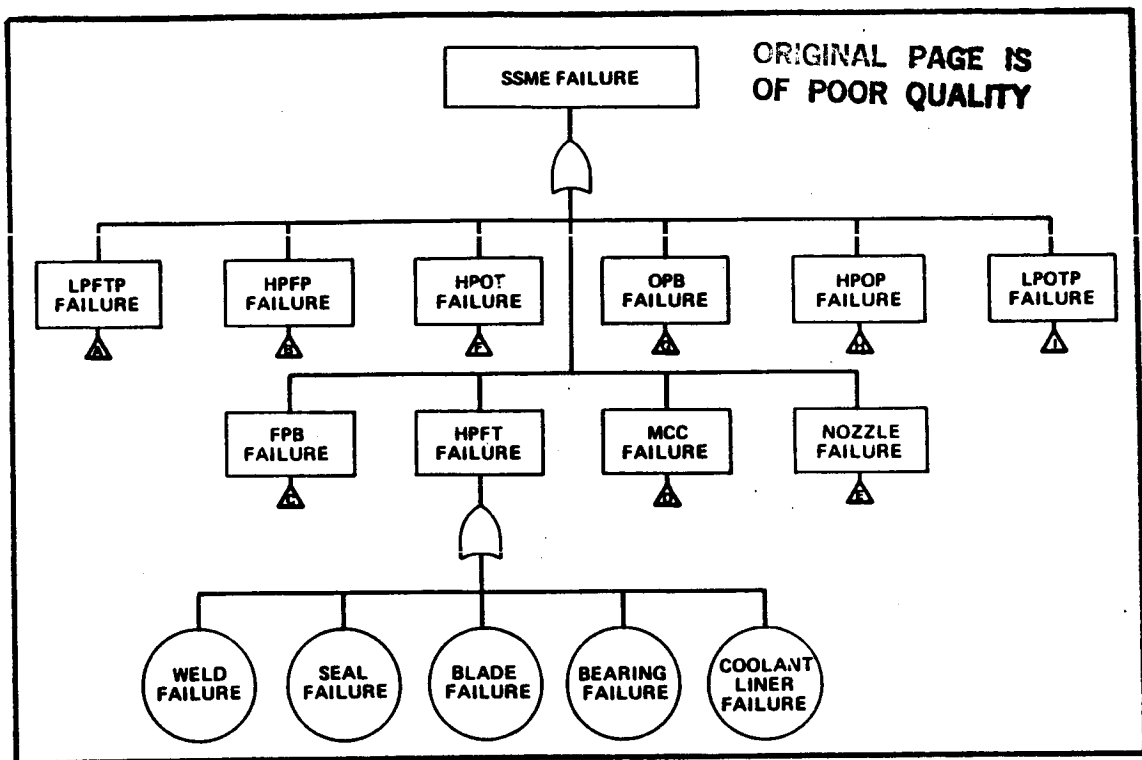 ORIGINAL PAGE IS
OF POOR QUALITY
SSME FAILURE
LPFTP
FAILURE
HPFP
FAILURE
HPOT
FAILURE
OPB
FAILURE
HPOP
FAILURE
LPOTP
FAILURE
A
B
F
G
H
I
FPB
FAILURE
HPFT
FAILURE
MCC
FAILURE
NOZZLE
FAILURE
C
D
E
WELD
FAILURE
SEAL
FAILURE
BLADE
FAILURE
BEARING
FAILURE
COOLANT
LINER
FAILURE